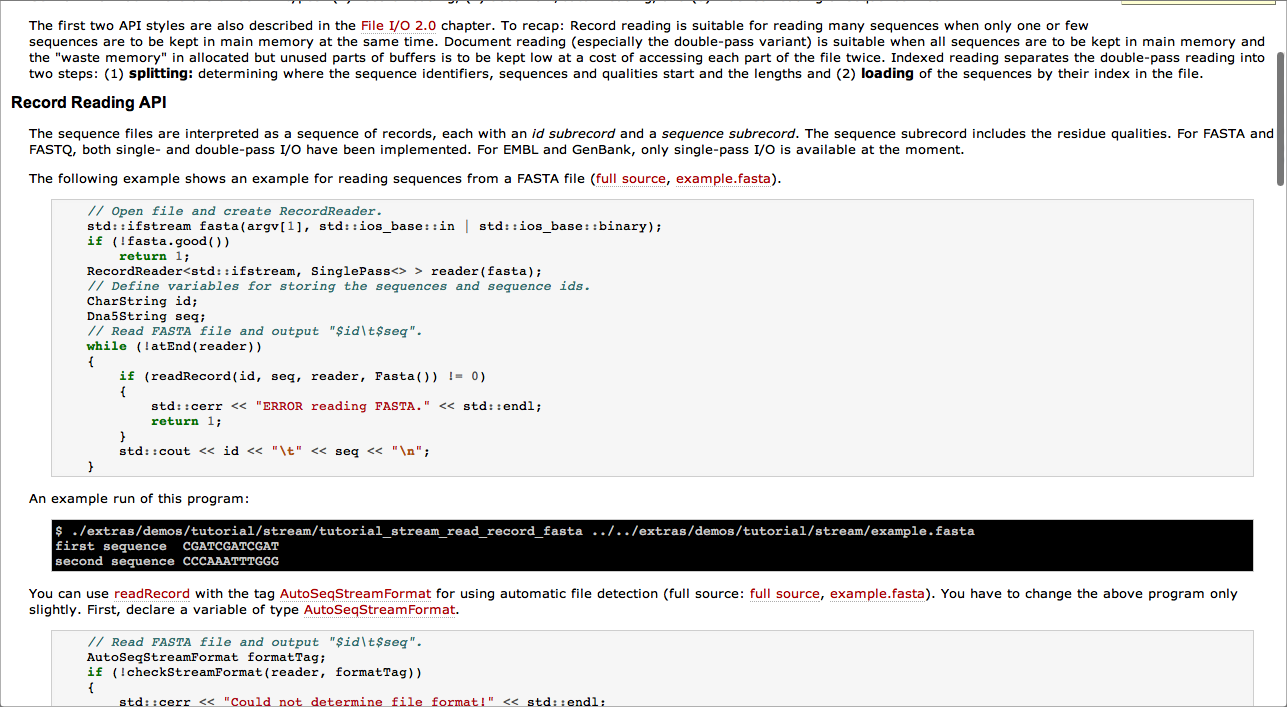 The first two API styles are also described in the File I/O 2.0 chapter. To recap: Record reading is suitable for reading many sequences when only one or few
sequences are to be kept in main memory at the same time. Document reading (especially the double-pass variant) is suitable when all sequences are to be kept in main memory and
the "waste memory" in allocated but unused parts of buffers is to be kept low at a cost of accessing each part of the file twice. Indexed reading separates the double-pass reading into
two steps: (1) splitting: determining where the sequence identifiers, sequences and qualities start and the lengths and (2) loading of the sequences by their index in the file.
Record Reading API
The sequence files are interpreted as a sequence of records, each with an id subrecord and a sequence subrecord. The sequence subrecord includes the residue qualities. For FASTA and
FASTQ, both single- and double-pass I/O have been implemented. For EMBL and GenBank, only single-pass I/O is available at the moment.
The following example shows an example for reading sequences from a FASTA file (full source, example.fasta).
// Open file and create RecordReader.
std::ifstream fasta(argv[1], std::ios_base::in | std::ios_base::binary);
if (!fasta.good())
return 1;
RecordReader<std::ifstream, SinglePass<> > reader(fasta);
// Define variables for storing the sequences and sequence ids.
CharString id;
Dna5String seq;
// Read FASTA file and output "$id\t$seq".
while (!atEnd(reader))
{
if (readRecord(id, seq, reader, Fasta()) != 0)
{
std::cerr << "ERROR reading FASTA." << std::endl;
return 1;
}
std::cout << id << "\t" << seq << "\n";
}
An example run of this program:
$ ./extras/demos/tutorial/stream/tutorial_stream_read_record_fasta ../../extras/demos/tutorial/stream/example.fasta
first sequence  CGATCGATCGAT
second sequence CCCAAATTTGGG
You can use readRecord with the tag AutoSeqStreamFormat for using automatic file detection (full source: full source, example.fasta). You have to change the above program only
slightly. First, declare a variable of type AutoSeqStreamFormat.
// Read FASTA file and output "$id\t$seq".
AutoSeqStreamFormat formatTag;
if (!checkStreamFormat(reader, formatTag))
{
std::cerr << "Could not determine file format!" << std::endl;